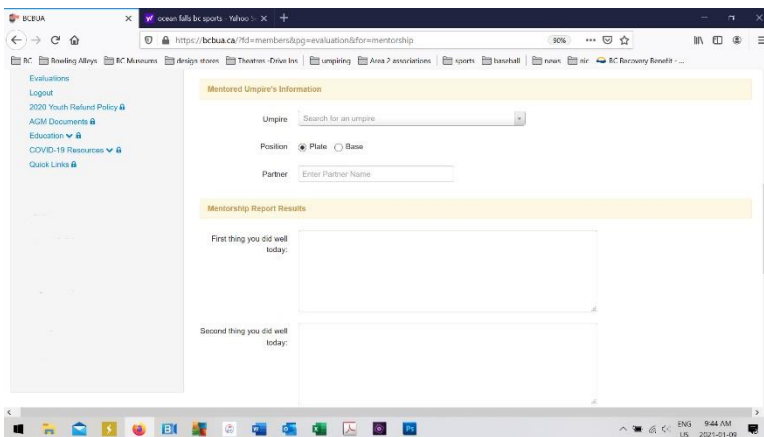 BCBUA
ocean falls bc sports - Yahoo
https://bcbua.ca/?fd=members&pg=evaluation&for=mentorship
90%
BC Bowling Alleys BC Museums design stores Theatres -Drive Ins umpiring Area 2 associations sports baseball news nic BC Recovery Benefit - ...
Evaluations
Logout
2020 Youth Refund Policy
AGM Documents
Education
COVID-19 Resources
Quick Links
Mentored Umpire's Information
Umpire Search for an umpire
Position Plate Base
Partner Enter Partner Name
Mentorship Report Results
First thing you did well
today:
Second thing you did well
today:
ENG 9:44 AM
US 2021-01-09